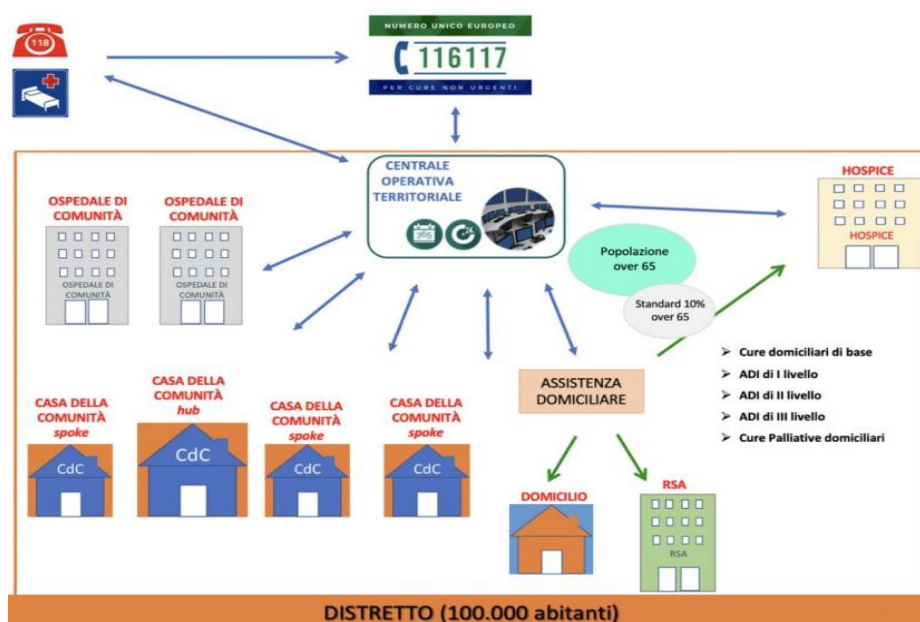 118
NUMERO UNICO EUROPEO
116117
PER CURE NON URGENTI
CENTRALE
OPERATIVA
TERRITORIALE
365
24
OSPEDALE DI
COMUNITÀ
OSPEDALE DI
COMUNITÀ
OSPEDALE DI
COMUNITÀ
OSPEDALE DI
COMUNITÀ
HOSPICE
HOSPICE
Popolazione
over 65
Standard 10%
over 65
CASA DELLA
COMUNITÀ
spoke
CdC
CASA DELLA
COMUNITÀ
hub
CdC
CASA DELLA
COMUNITÀ
spoke
CdC
CASA DELLA
COMUNITÀ
spoke
CdC
ASSISTENZA
DOMICILIARE
➤ Cure domiciliari di base
➤ ADI di I livello
➤ ADI di II livello
➤ ADI di III livello
➤ Cure Palliative domiciliari
DOMICILIO
RSA
RSA
DISTRETTO (100.000 abitanti)